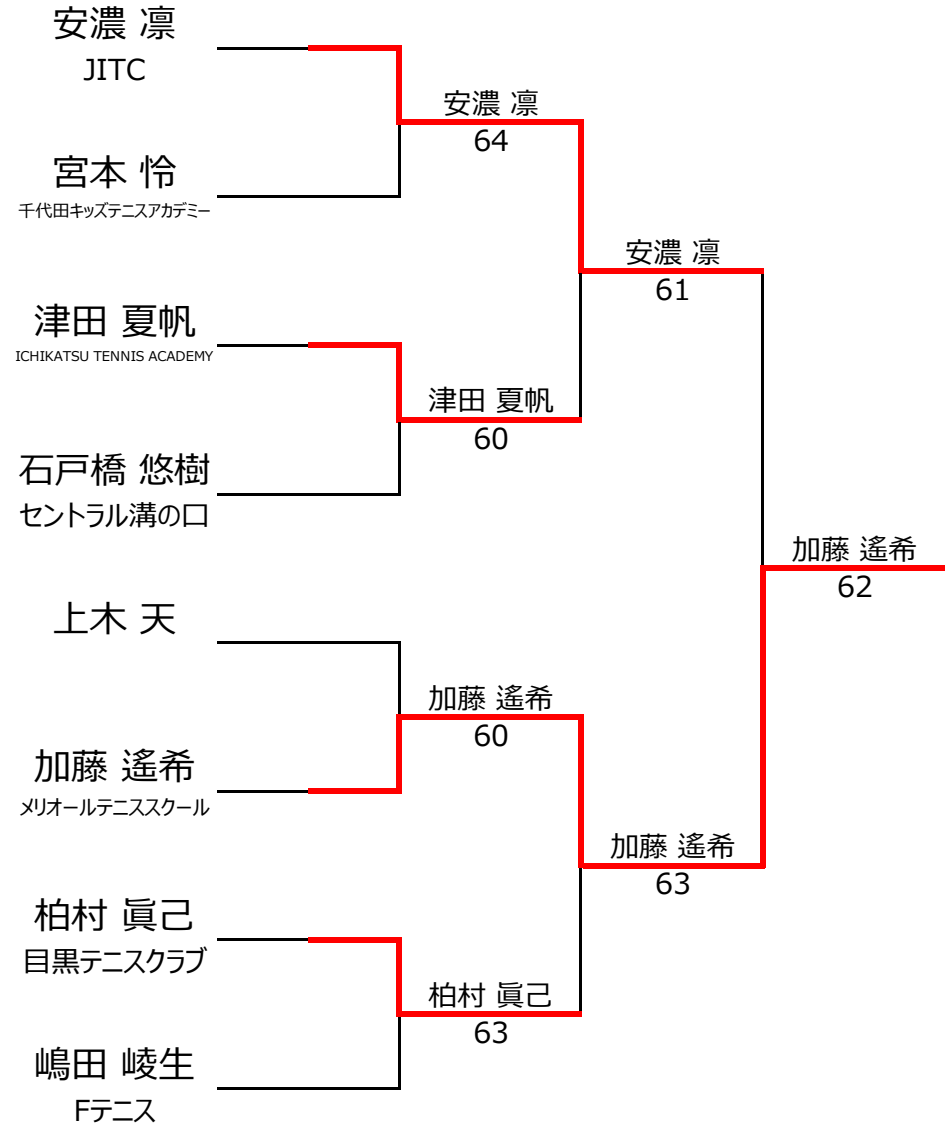 安濃 凛
JITC
宮本 怜
千代田キッズテニスアカデミー
津田 夏帆
ICHIKATSU TENNIS ACADEMY
石戸橋 悠樹
セントラル溝の口
上木 天
加藤 遙希
メリオールテニススクール
柏村 眞己
目黒テニスクラブ
嶋田 崚生
Fテニス
安濃 凛
64
津田 夏帆
60
加藤 遙希
60
柏村 眞己
63
安濃 凛
61
加藤 遙希
63
加藤 遙希
62